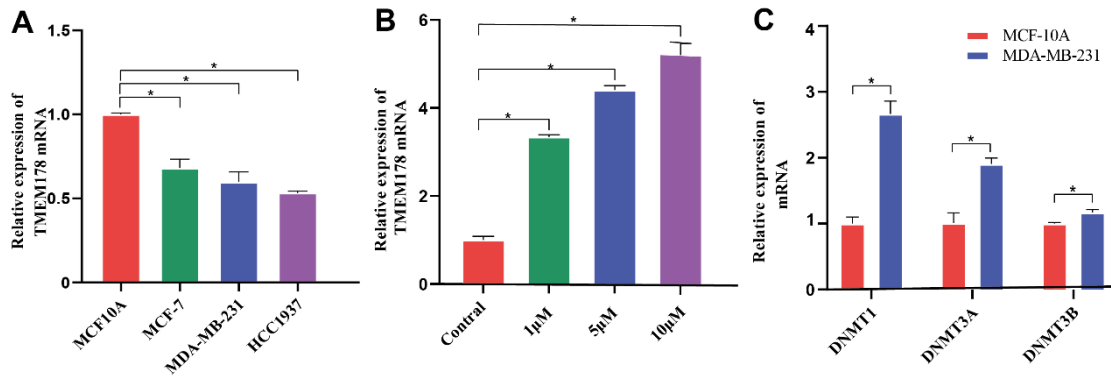 A
Relative expression of
TMEM178 mRNA
1.5
1.0
0.5
0
*
*
*
MCF10A
MCF-7
MDA-MB-231
HCC1937
B
Relative expression of
TMEM178 mRNA
6
4
2
0
*
*
*
Contral
1μM
5μM
10μM
C
Relative expression of
mRNA
4
3
2
1
0
MCF-10A
MDA-MB-231
*
*
*
DNMT1
DNMT3A
DNMT3B